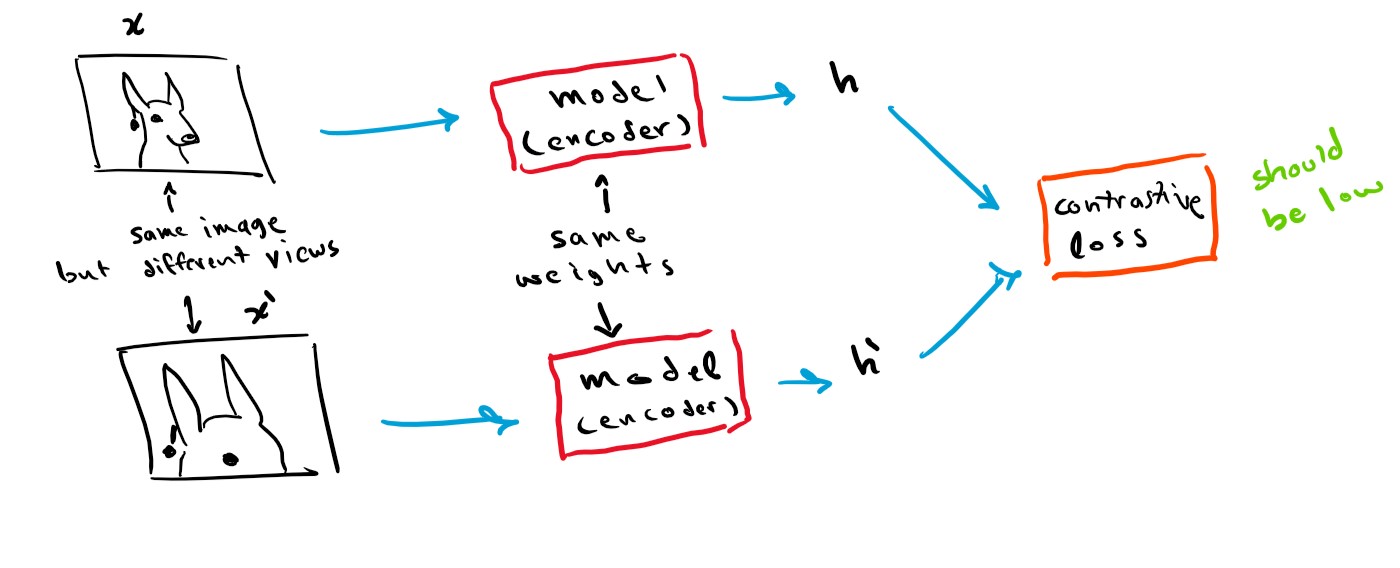 x
model
(encoder)
h
same image
but different views
same
weights
contrastive
loss
should
be low
x'
model
(encoder)
h'